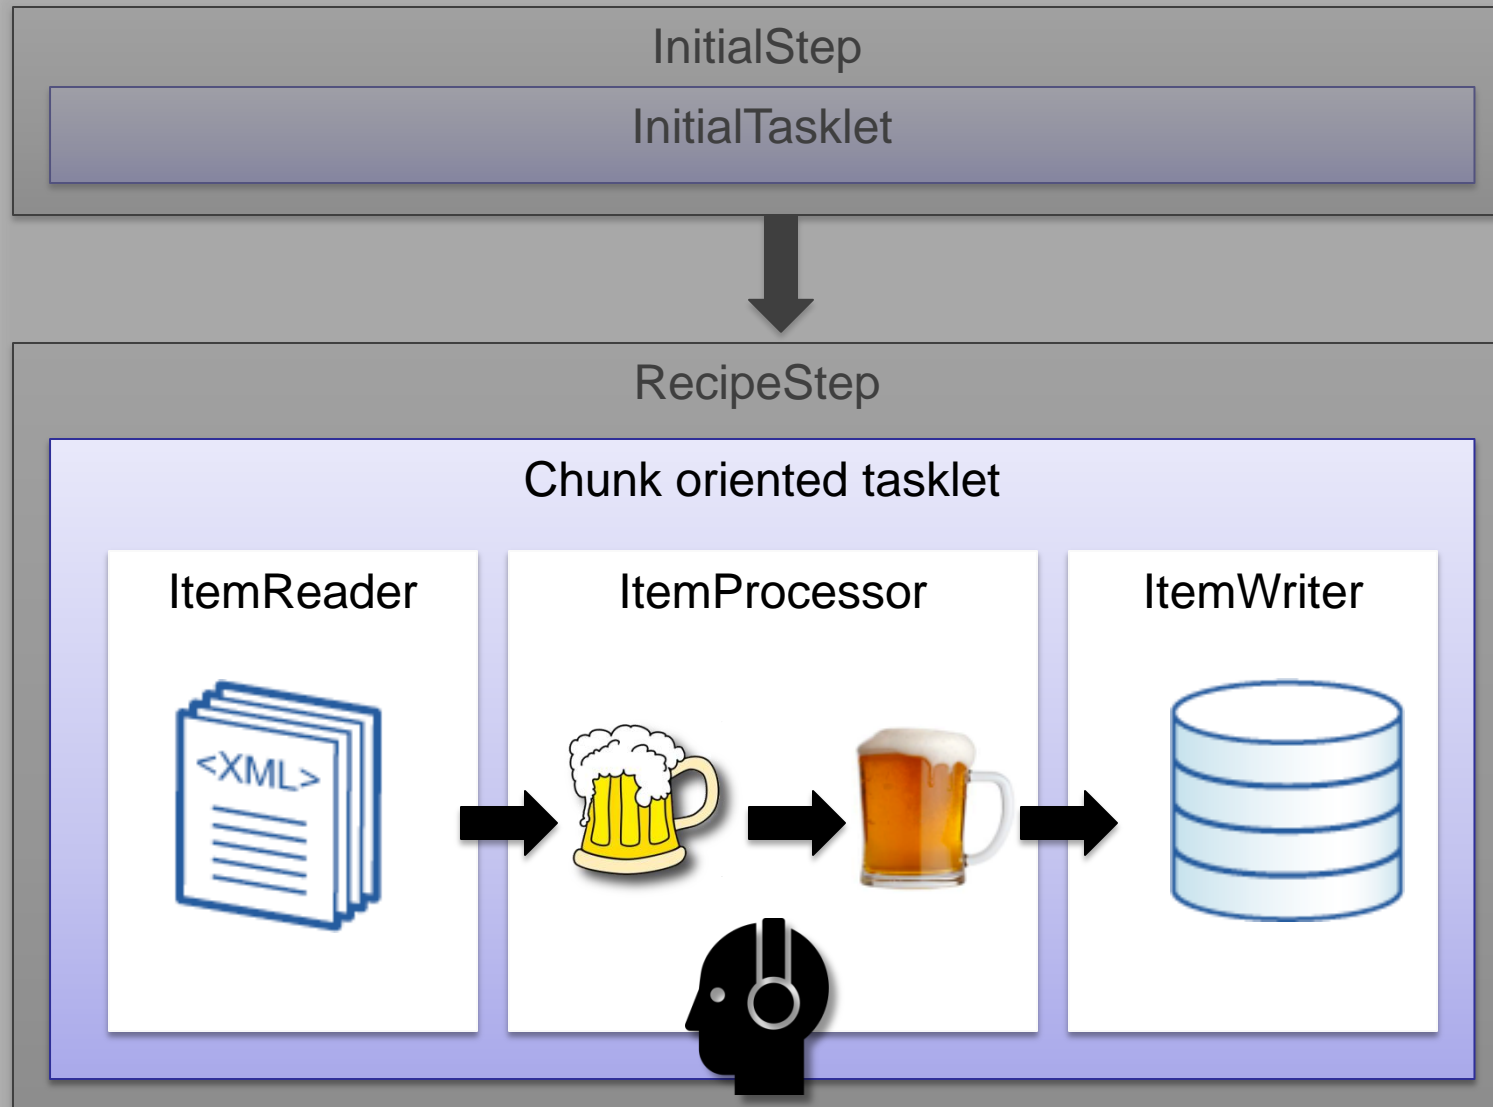 InitialStep
InitialTasklet
RecipeStep
Chunk oriented tasklet
ItemReader
ItemProcessor
ItemWriter
<XML>